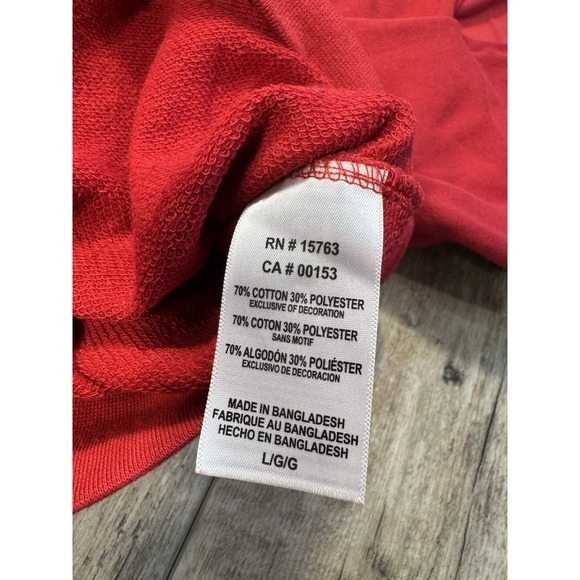 RN # 15763
CA # 00153
70% COTTON 30% POLYESTER
EXCLUSIVE OF DECORATION
70% COTON 30% POLYESTER
SANS MOTIF
70% ALGODÓN 30% POLIÉSTER
EXCLUSIVO DE DECORACION
MADE IN BANGLADESH
FABRIQUE AU BANGLADESH
HECHO EN BANGLADESH
L/G/G